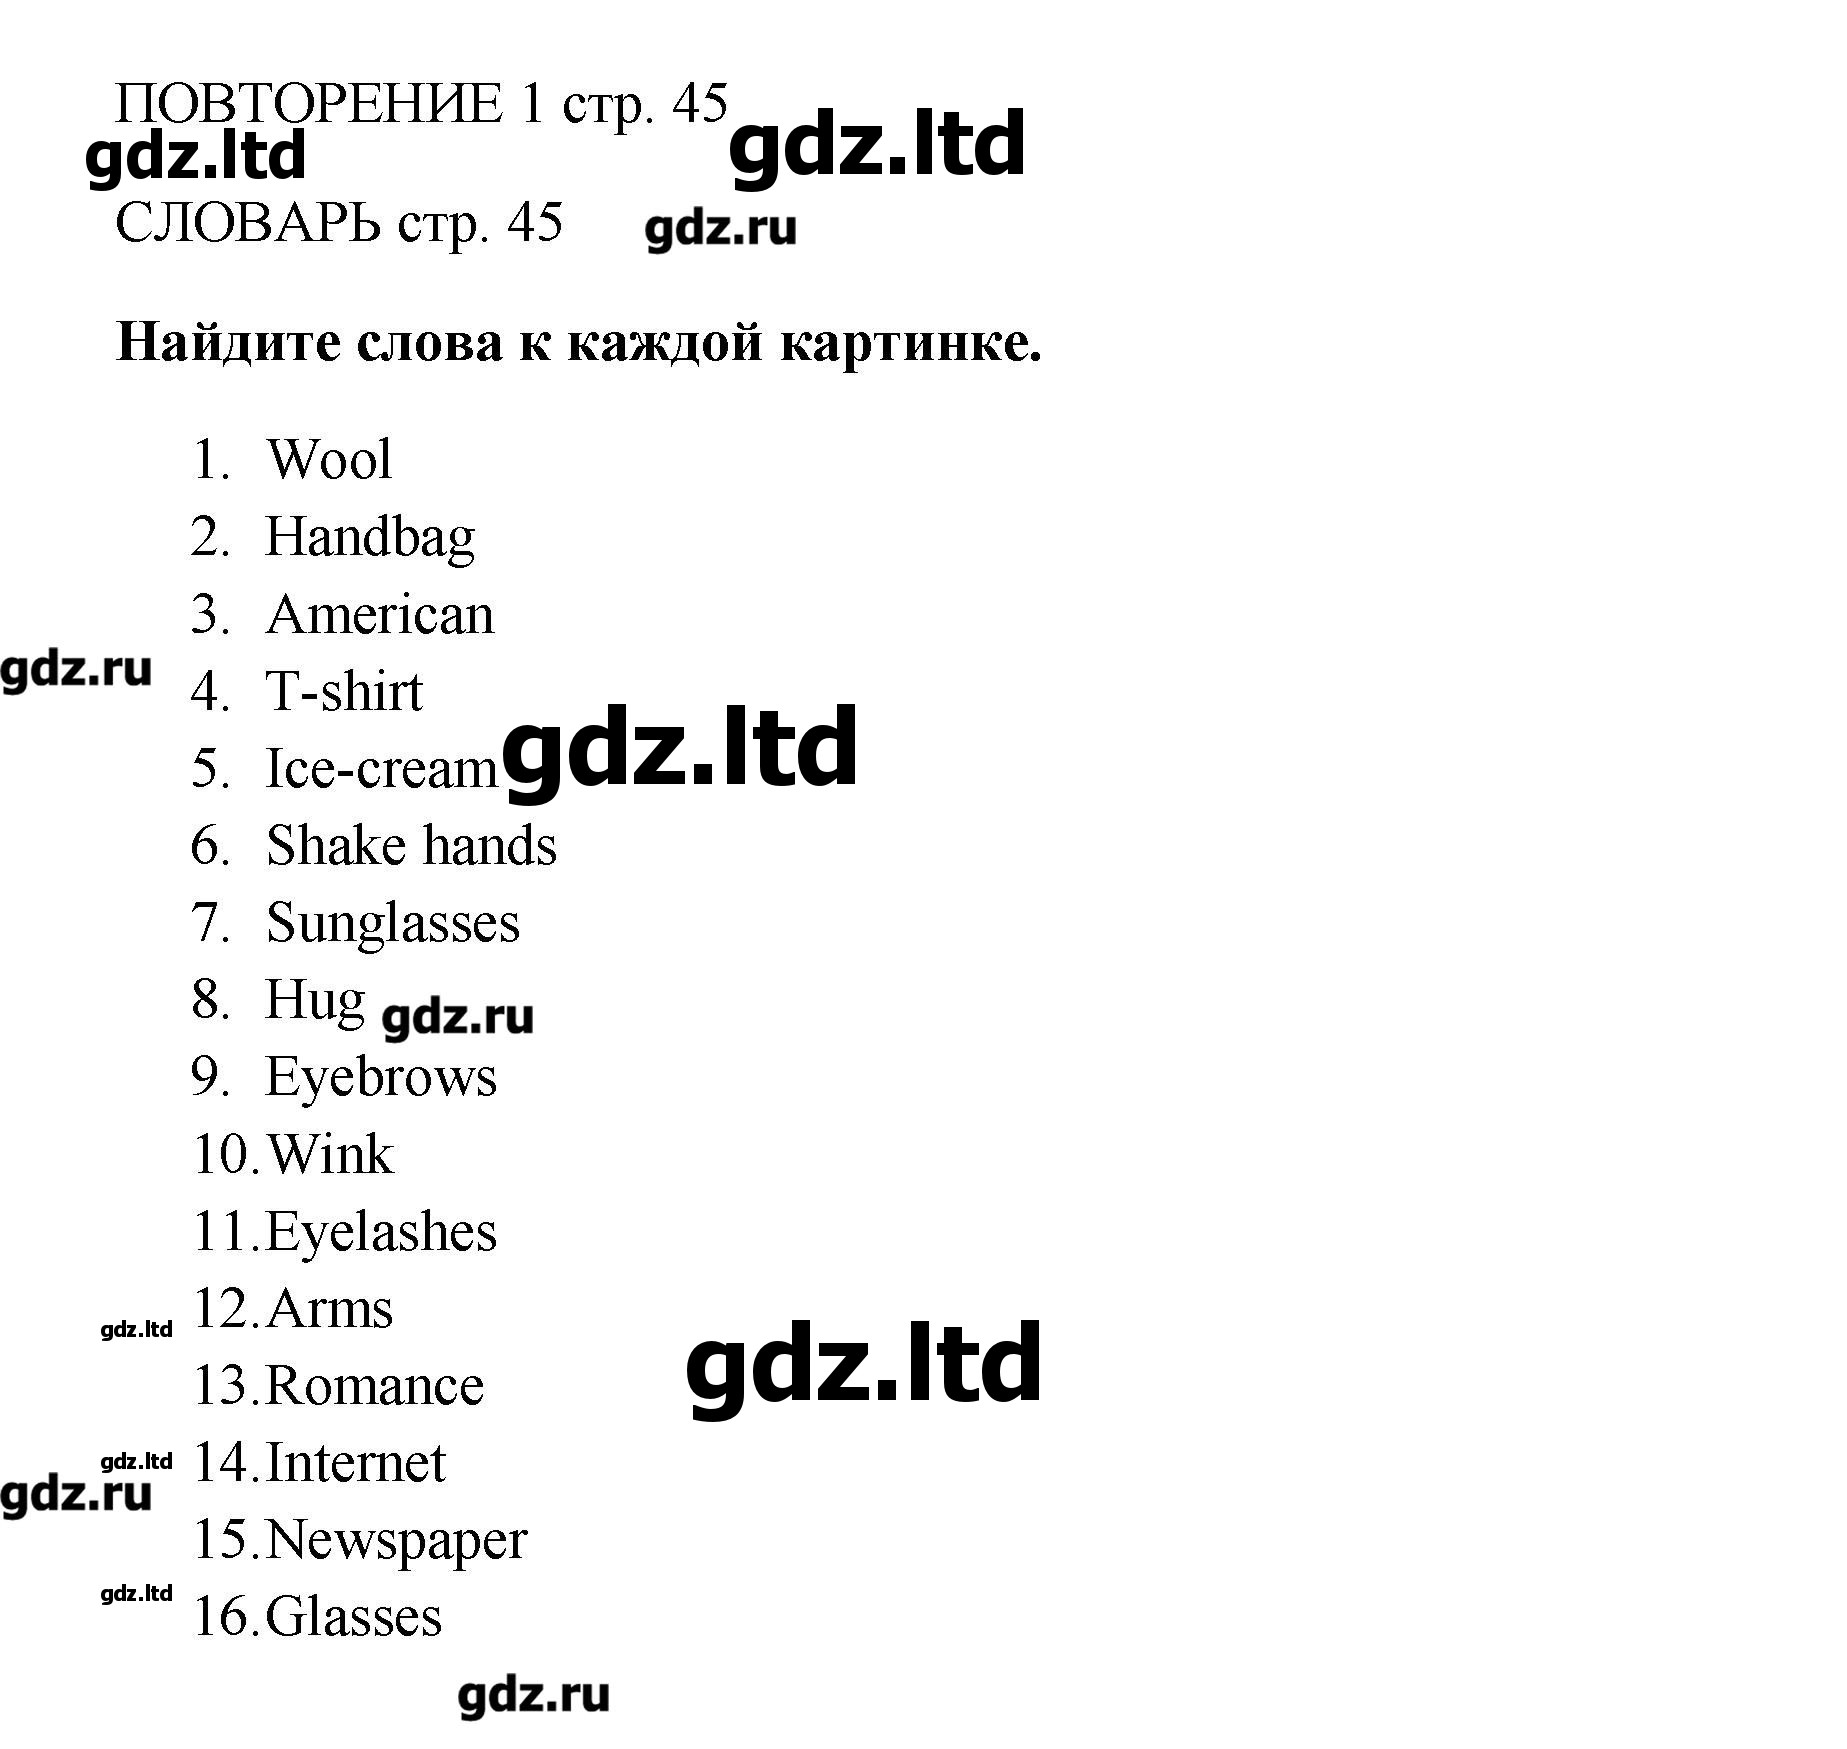 ПОВТОРЕНИЕ 1 стр. 45
gdz.ltd
gdz.ltd
СЛОВАРЬ стр. 45
gdz.ru
Найдите слова к каждой картинке.
1. Wool
2. Handbag
3. American
gdz.ru
4. T-shirt
5. Ice-cream
gdz.ltd
6. Shake hands
7. Sunglasses
8. Hug
gdz.ru
9. Eyebrows
10. Wink
11. Eyelashes
12. Arms
gdz.ltd
gdz.ltd
13. Romance
14. Internet
gdz.ltd
gdz.ru
15. Newspaper
16. Glasses
gdz.ltd
gdz.ru